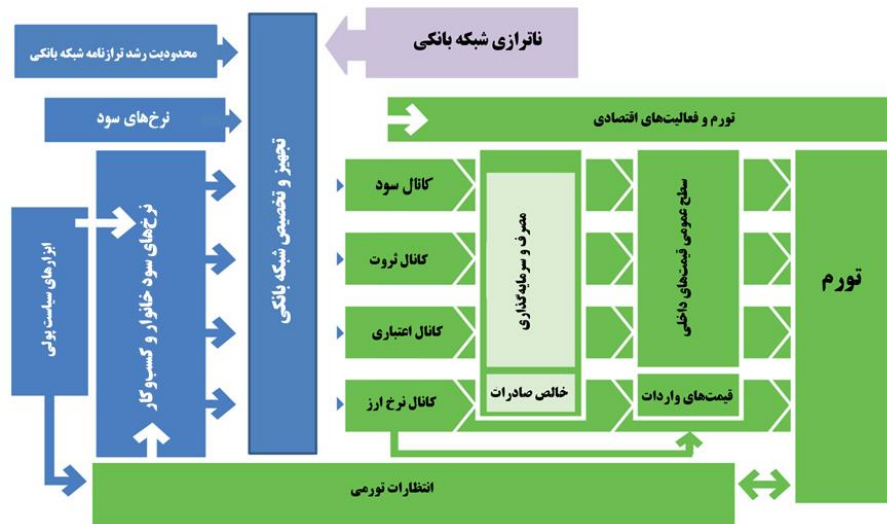 ناترازی شبکه بانکی
محدودیت رشد ترازنامه شبکه بانکی
تورم و فعالیت‌های اقتصادی
نرخ‌های سود
تجهیز و تخصیص شبکه بانکی
نرخ‌های سود خانوار و کسب‌وکار
ابزارهای سیاست پولی
کانال سود
کانال ثروت
کانال اعتباری
کانال نرخ ارز
مصرف و سرمایه‌گذاری
خالص صادرات
سطح عمومی قیمت‌های داخلی
قیمت‌های واردات
تورم
انتظارات تورمی